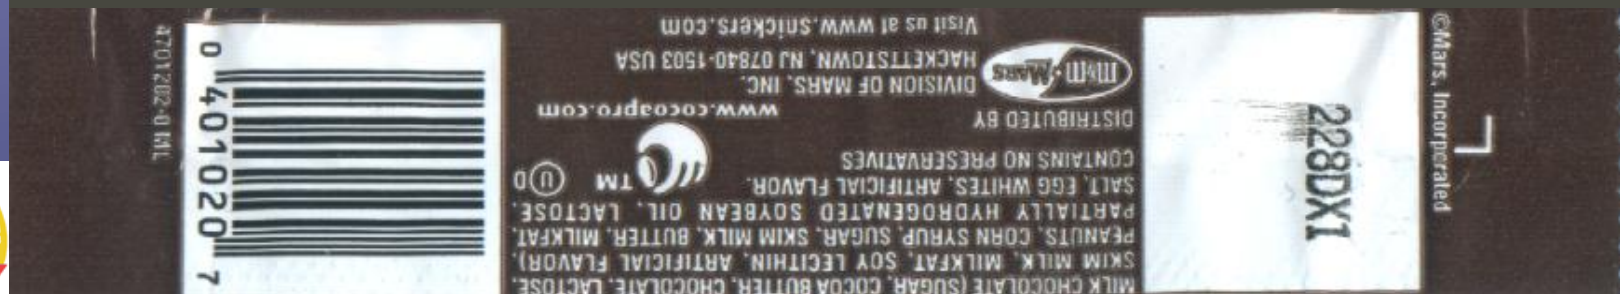 MILK CHOCOLATE (SUGAR, COCOA BUTTER, CHOCOLATE, LACTOSE,
SKIM MILK, MILKFAT, SOY LECITHIN, ARTIFICIAL FLAVOR),
PEANUTS, CORN SYRUP, SUGAR, SKIM MILK, BUTTER, MILKFAT,
PARTIALLY HYDROGENATED SOYBEAN OIL, LACTOSE,
SALT, EGG WHITES, ARTIFICIAL FLAVOR.
CONTAINS NO PRESERVATIVES
TM
U D
www.cocoapro.com
DISTRIBUTED BY
m&m Mars
DIVISION OF MARS, INC.
HACKETTSTOWN, NJ 07840-1503 USA
Visit us at www.snickers.com
0 401020 7
4701202-0 ML
228DX1
©Mars, Incorporated